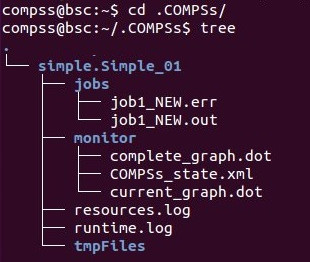 compss@bsc:~$ cd .COMPSs/
compss@bsc:~/.COMPSs$ tree
.
└── simple.Simple_01
    ├── jobs
    │   ├── job1_NEW.err
    │   └── job1_NEW.out
    ├── monitor
    │   ├── complete_graph.dot
    │   ├── COMPSs_state.xml
    │   └── current_graph.dot
    ├── resources.log
    ├── runtime.log
    └── tmpFiles